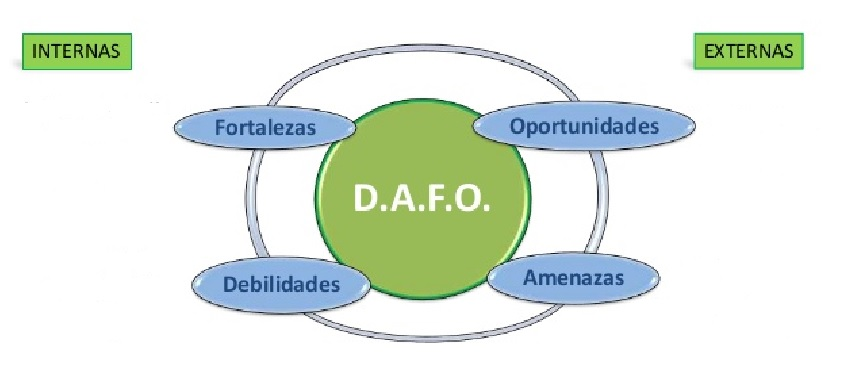 INTERNAS
EXTERNAS
Fortalezas
Oportunidades
D.A.F.O.
Debilidades
Amenazas